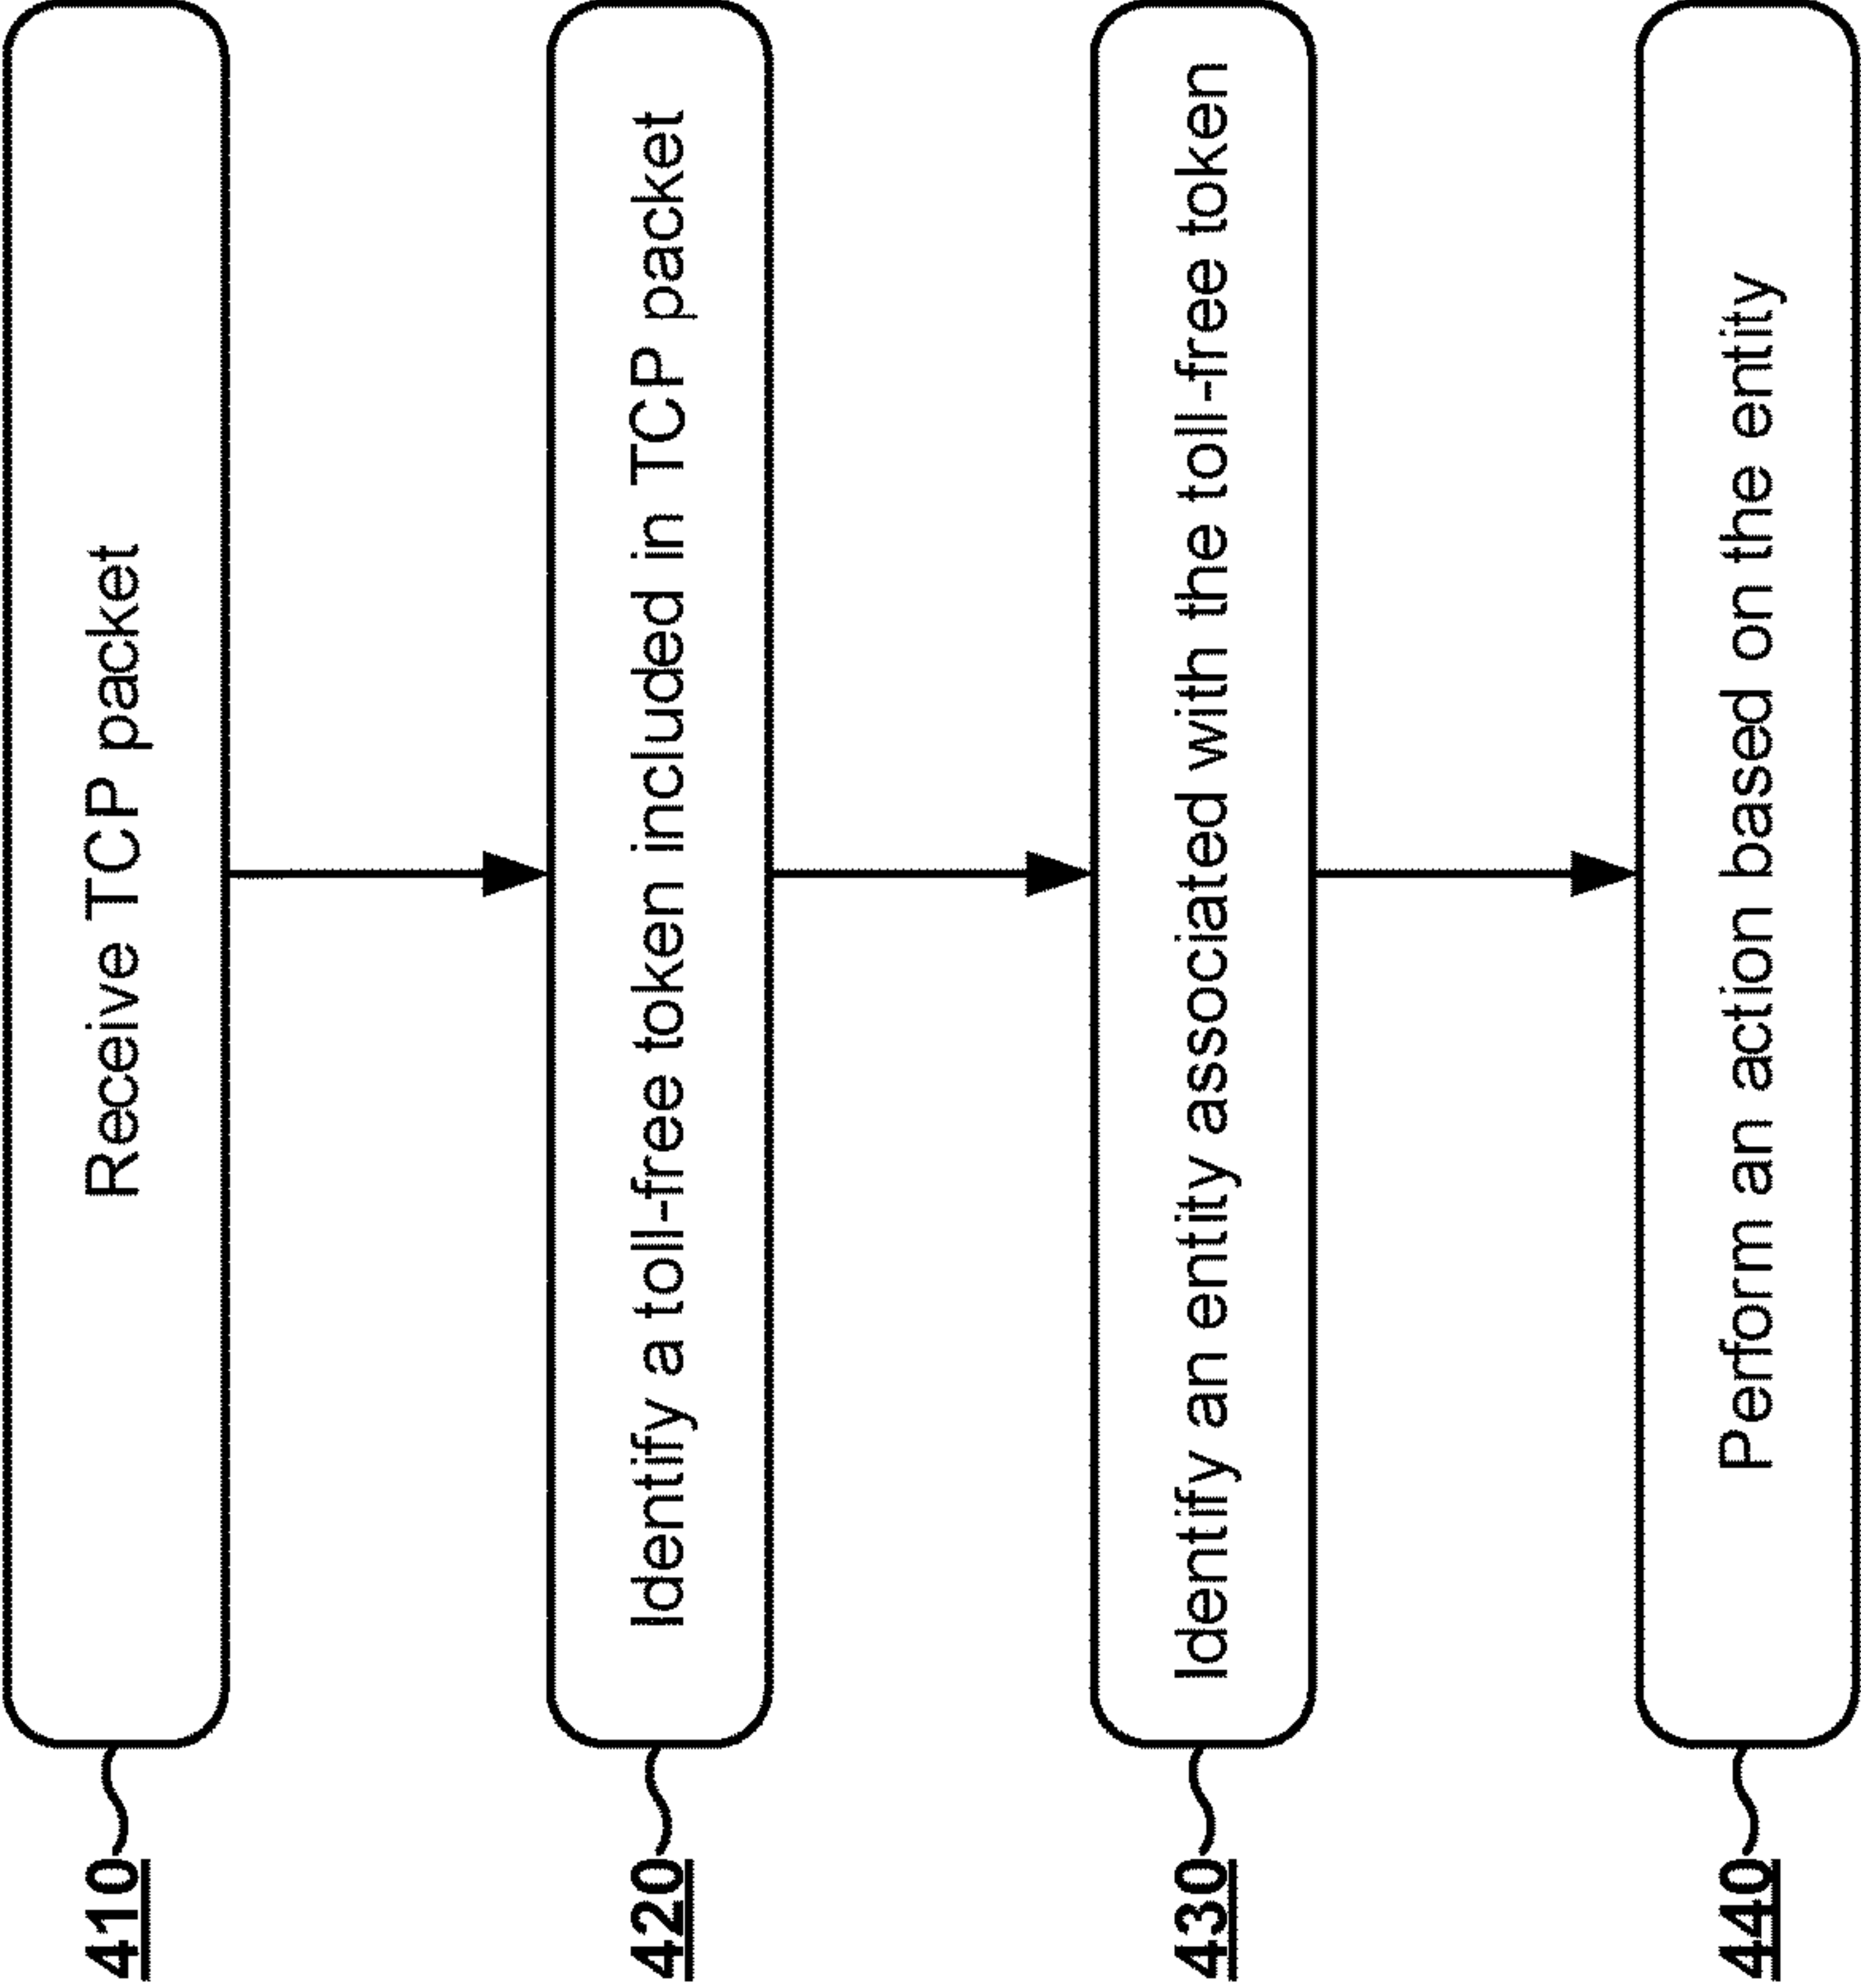 410
Receive TCP packet
420
Identify a toll-free token included in TCP packet
430
Identify an entity associated with the toll-free token
440
Perform an action based on the entity